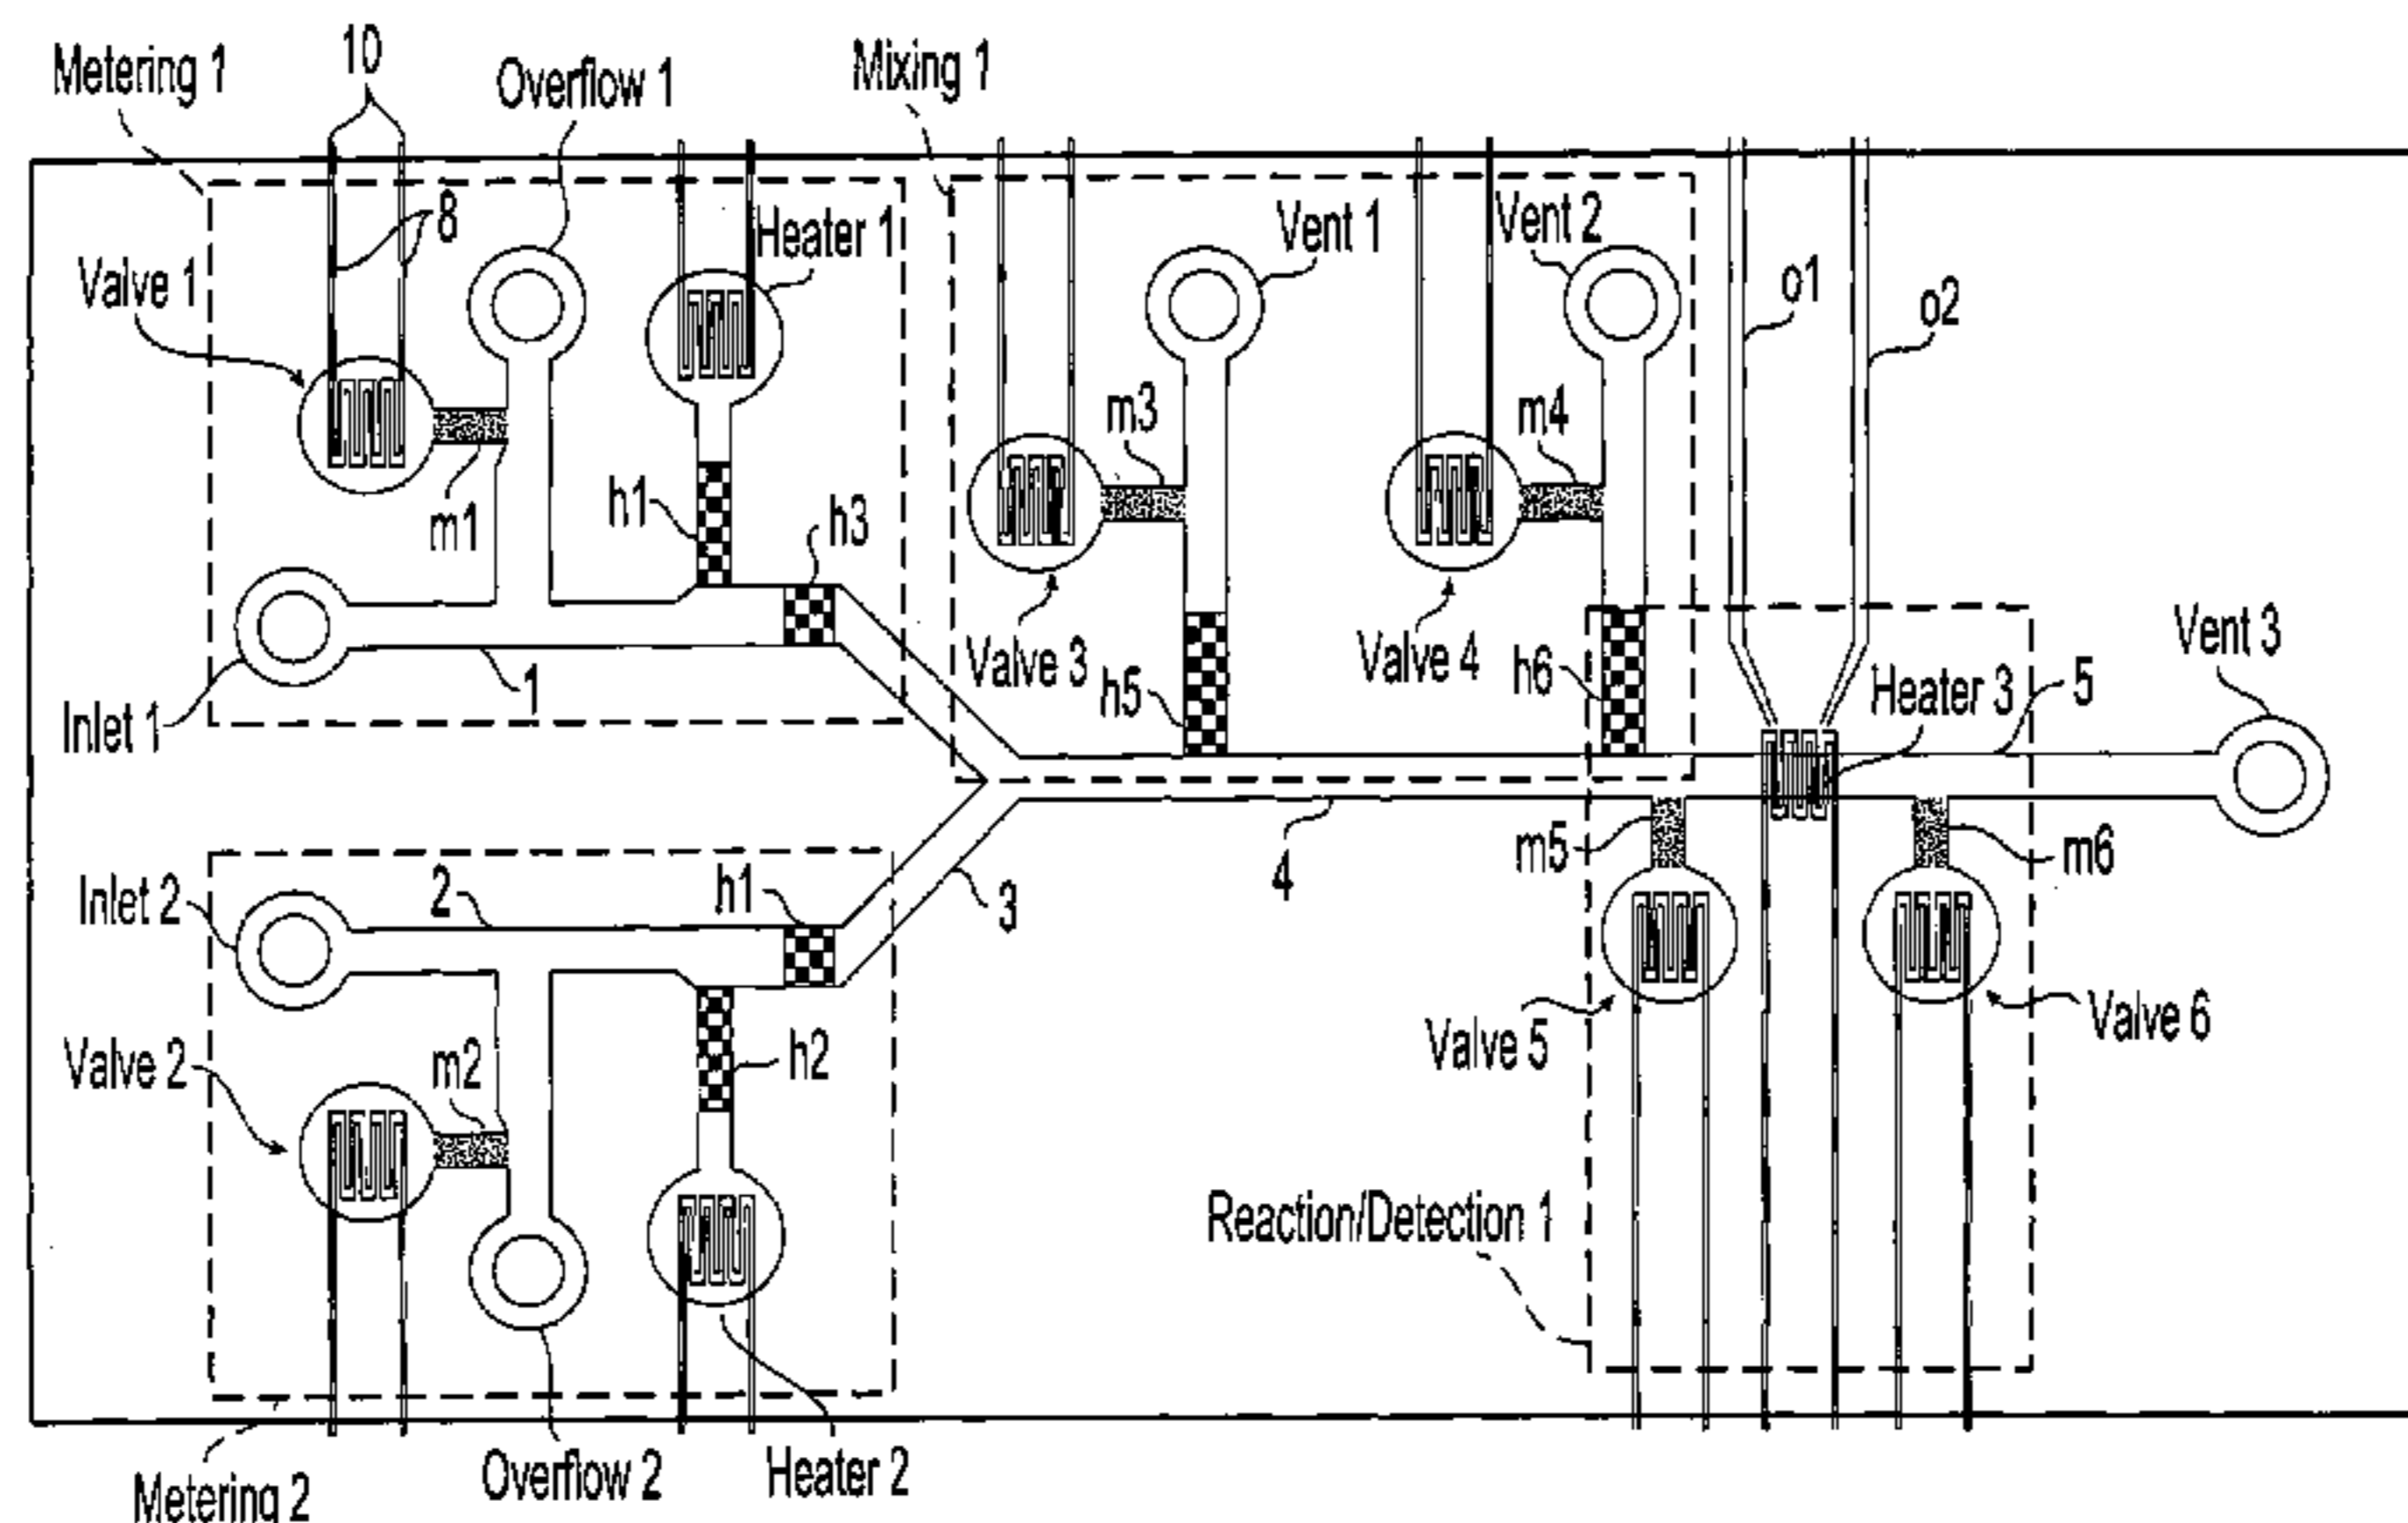 Metering 1
10
Overflow 1
Mixing 1
8
Heater 1
Vent 1
Vent 2
Valve 1
o1
o2
m3
m4
m1
h1
h3
Valve 3
Valve 4
h5
h6
Heater 3
5
Vent 3
Inlet 1
1
Inlet 2
2
h1
3
4
m5
m6
Valve 2
m2
h2
Valve 5
Valve 6
Reaction/Detection 1
Metering 2
Overflow 2
Heater 2